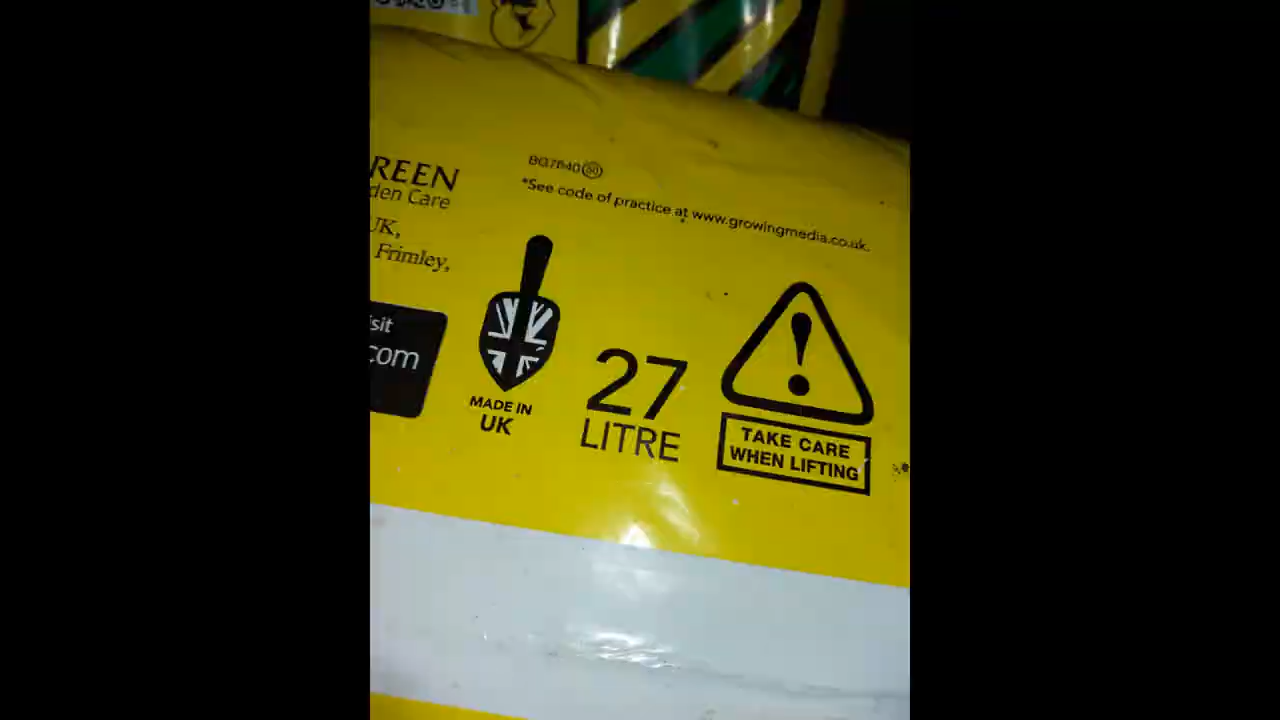 REEN
den Care
UK,
Frimley,
isit
com
*See code of practice at www.growingmedia.co.uk.
MADE IN
UK
27
LITRE
TAKE CARE
WHEN LIFTING